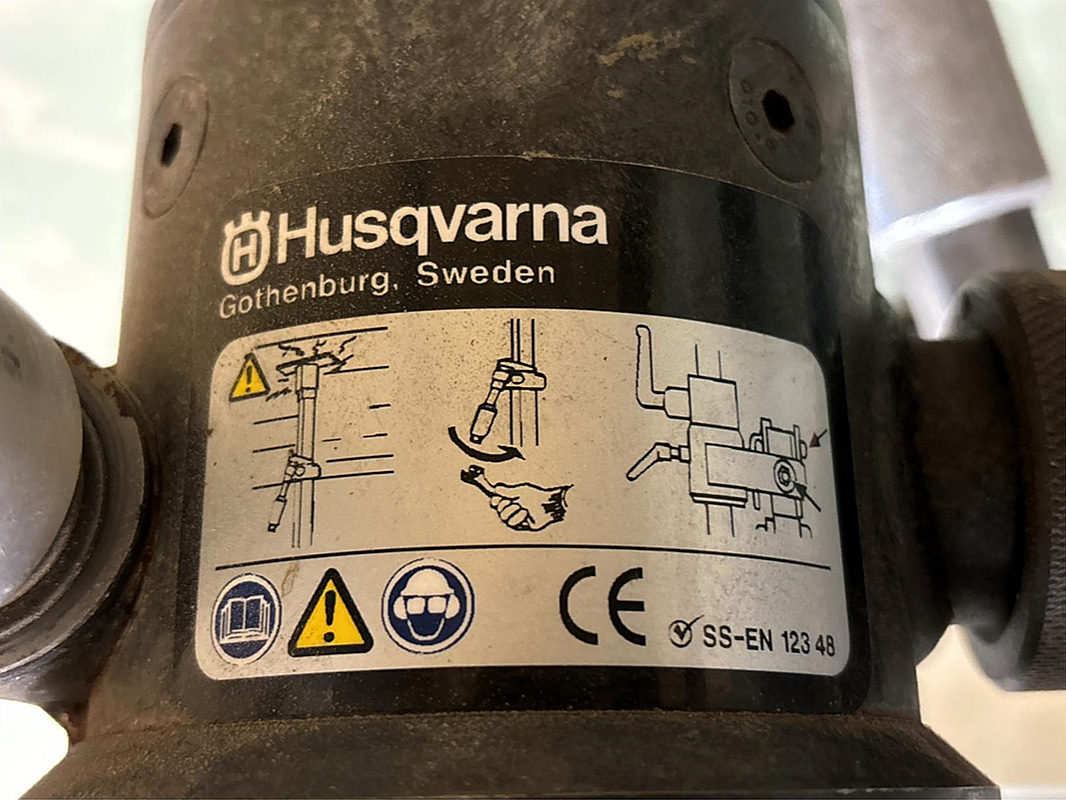 Husqvarna
Gothenburg, Sweden
CE
SS-EN 123 48